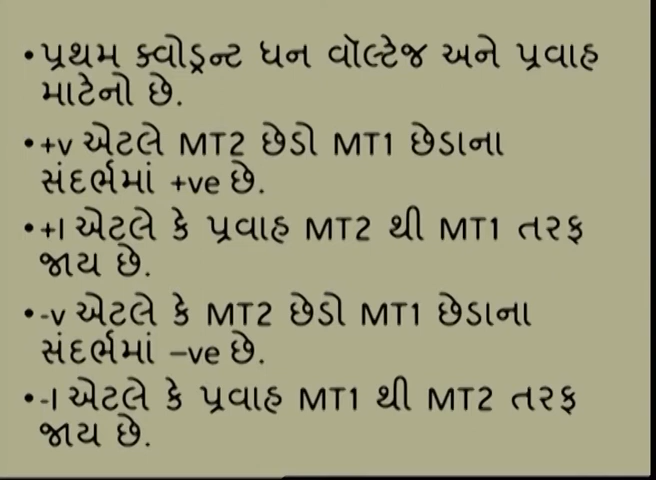 •પ્રથમ ક્વોડ્રન્ટ ધન વૉલ્ટેજ અને પ્રવાહ
માટેનો છે.
•+v એટલે MT2 છેડો MT1 છેડાના
સંદર્ભમાં +ve છે.
•+I એટલે કે પ્રવાહ MT2 થી MT1 તરફ
જાય છે.
•-v એટલે કે MT2 છેડો MT1 છેડાના
સંદર્ભમાં –ve છે.
•-I એટલે કે પ્રવાહ MT1 થી MT2 તરફ
જાય છે.